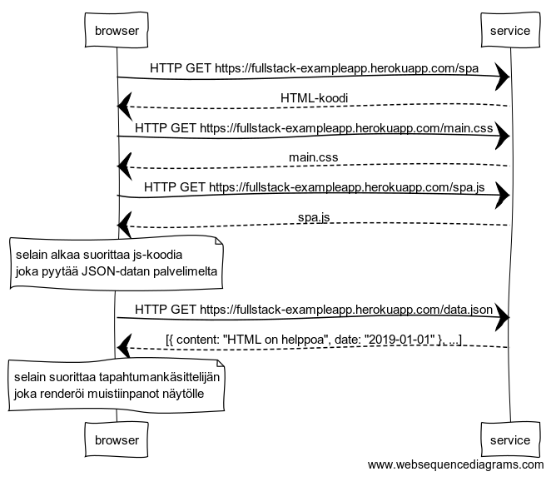 browser
service
HTTP GET https://fullstack-exampleapp.herokuapp.com/spa
HTML-koodi
HTTP GET https://fullstack-exampleapp.herokuapp.com/main.css
main.css
HTTP GET https://fullstack-exampleapp.herokuapp.com/spa.js
spa.js
selain alkaa suorittaa js-koodia
joka pyytää JSON-datan palvelimelta
HTTP GET https://fullstack-exampleapp.herokuapp.com/data.json
[{ content: "HTML on helppoa", date: "2019-01-01" }, ...]
selain suorittaa tapahtumankäsittelijän
joka renderöi muistiinpanot näytölle
browser
service
www.websequencediagrams.com